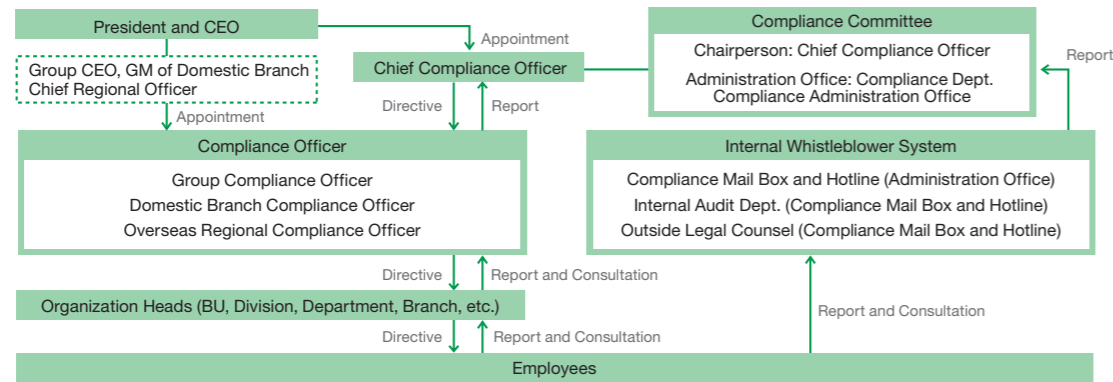 President and CEO
Group CEO, GM of Domestic Branch
Chief Regional Officer
Appointment
Appointment
Chief Compliance Officer
Directive
Report
Compliance Committee
Chairperson: Chief Compliance Officer
Administration Office: Compliance Dept.
Compliance Administration Office
Report
Compliance Officer
Group Compliance Officer
Domestic Branch Compliance Officer
Overseas Regional Compliance Officer
Internal Whistleblower System
Compliance Mail Box and Hotline (Administration Office)
Internal Audit Dept. (Compliance Mail Box and Hotline)
Outside Legal Counsel (Compliance Mail Box and Hotline)
Directive
Report and Consultation
Organization Heads (BU, Division, Department, Branch, etc.)
Directive
Report and Consultation
Report and Consultation
Employees